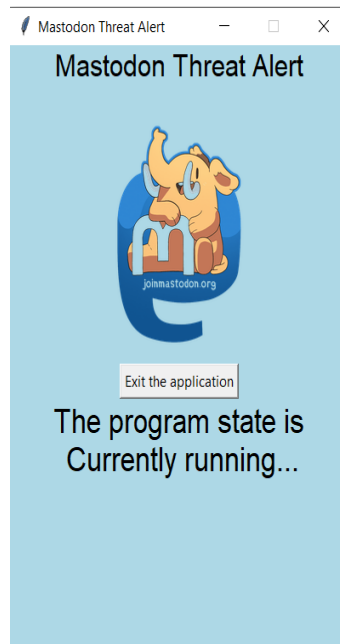 Mastodon Threat Alert
Mastodon Threat Alert
m
joinmastodon.org
Exit the application
The program state is
Currently running...